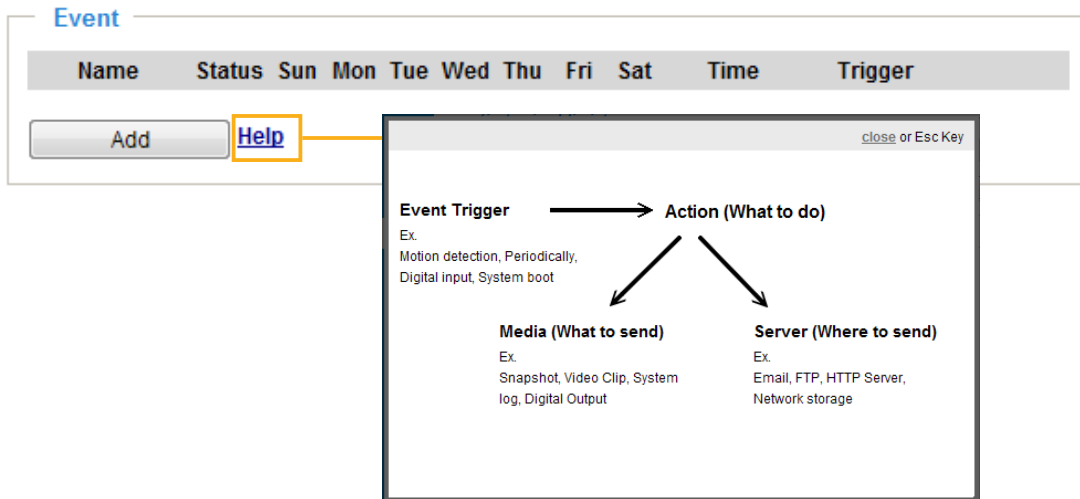 Event
Name Status Sun Mon Tue Wed Thu Fri Sat Time Trigger
Add Help
close or Esc Key
Event Trigger Action (What to do)
Ex.
Motion detection, Periodically,
Digital input, System boot
Media (What to send)
Ex.
Snapshot, Video Clip, System
log, Digital Output
Server (Where to send)
Ex.
Email, FTP, HTTP Server,
Network storage